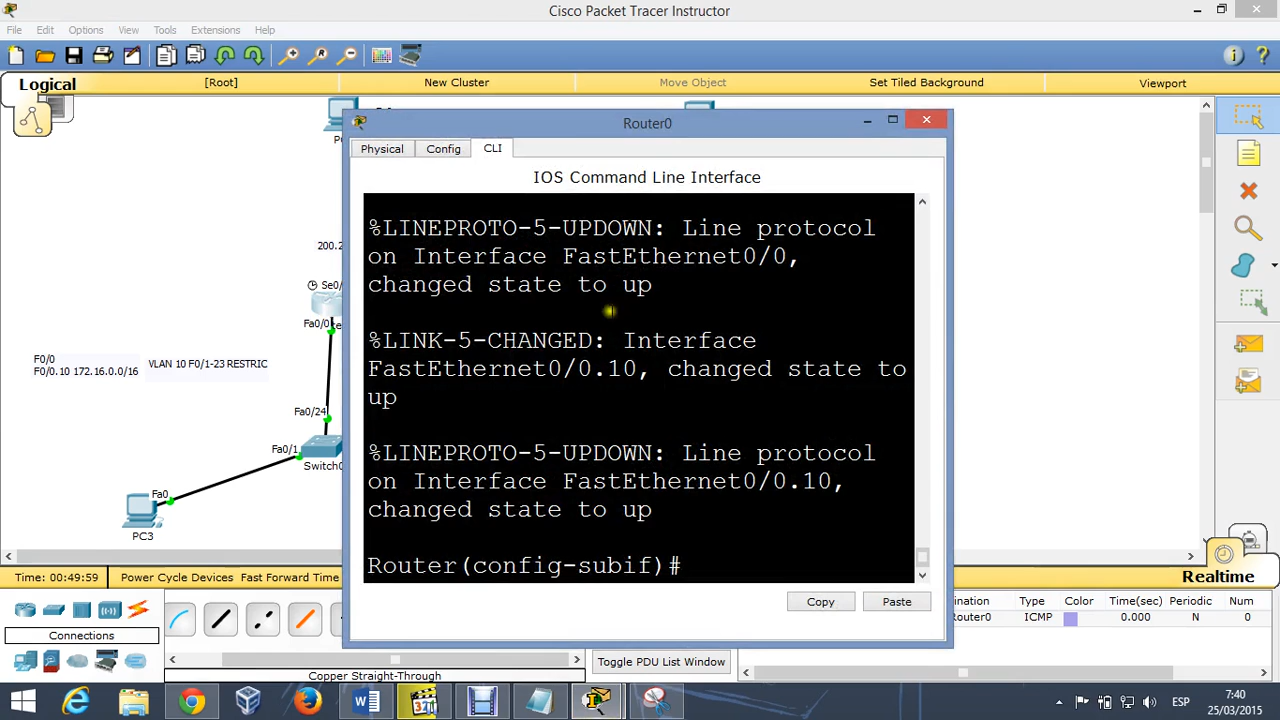 Cisco Packet Tracer Instructor
File Edit Options View Tools Extensions Help
Logical
[Root]
New Cluster
Move Object
Set Tiled Background
Viewport
Router0
Physical Config CLI
IOS Command Line Interface
%LINEPROTO-5-UPDOWN: Line protocol
on Interface FastEthernet0/0,
changed state to up
%LINK-5-CHANGED: Interface
FastEthernet0/0.10, changed state to
up
%LINEPROTO-5-UPDOWN: Line protocol
on Interface FastEthernet0/0.10,
changed state to up
Router(config-subif)#
Copy Paste
200.2
Se0/
Fa0/0
F0/0
F0/0.10 172.16.0.0/16
VLAN 10 F0/1-23 RESTRIC
Fa0/24
Fa0/1
Switch0
Fa0
PC3
Time: 00:49:59 Power Cycle Devices Fast Forward Time
Realtime
Connections
Copper Straight-Through
Toggle PDU List Window
ination Type Color Time(sec) Periodic Num
Router0 ICMP 0.000 N 0
ESP
7:40
25/03/2015